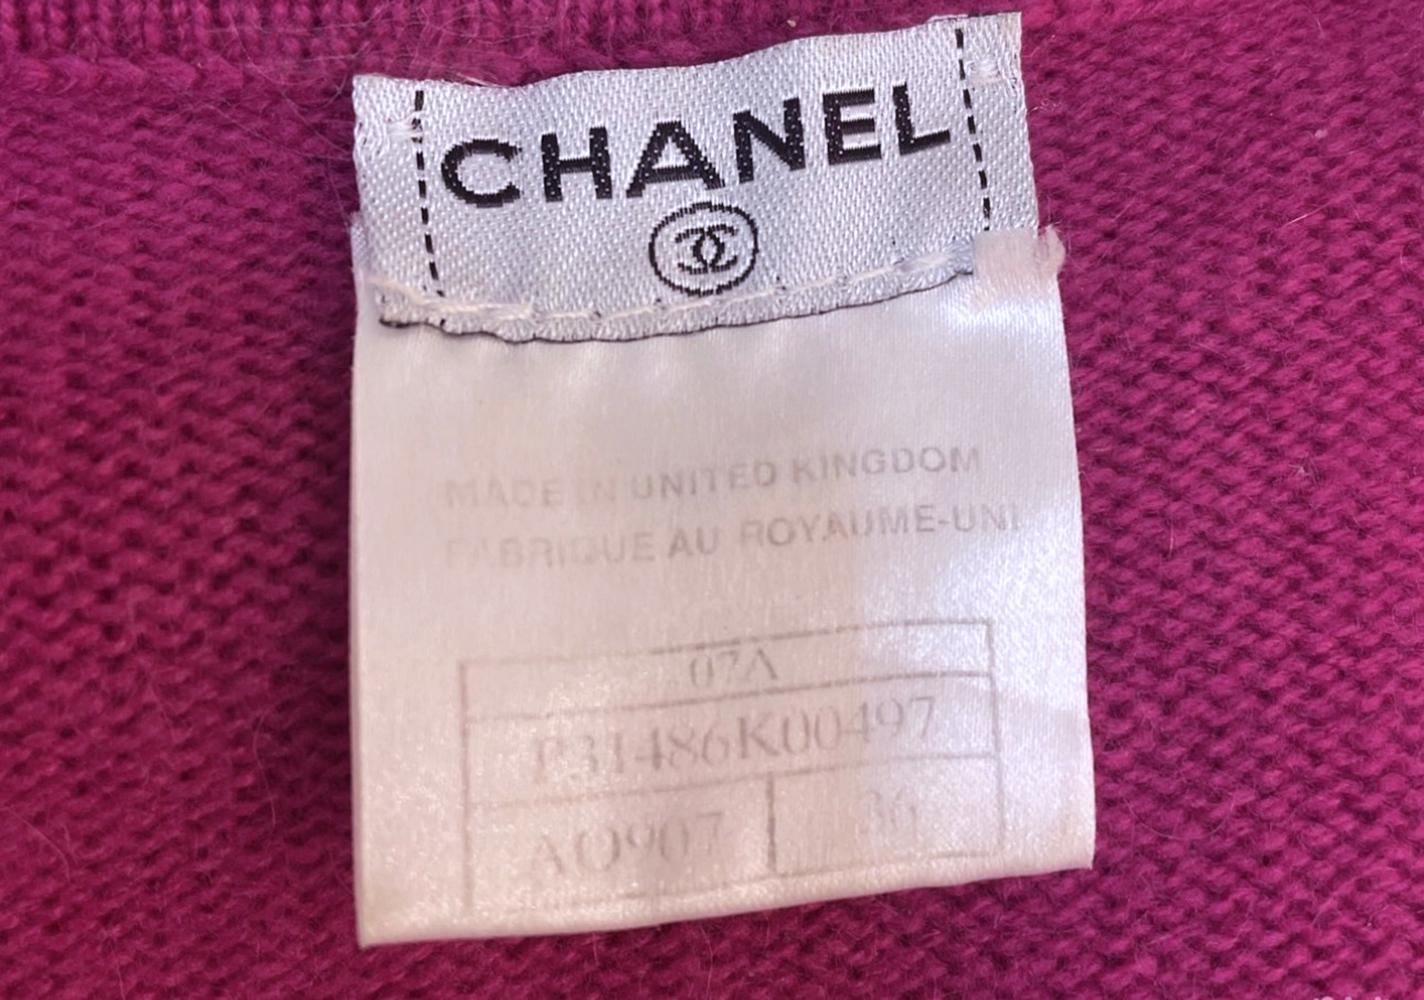 CHANEL
MADE IN UNITED KINGDOM
FABRIQUE AU ROYAUME-UNI
07A
P31486K00497
AO907 36